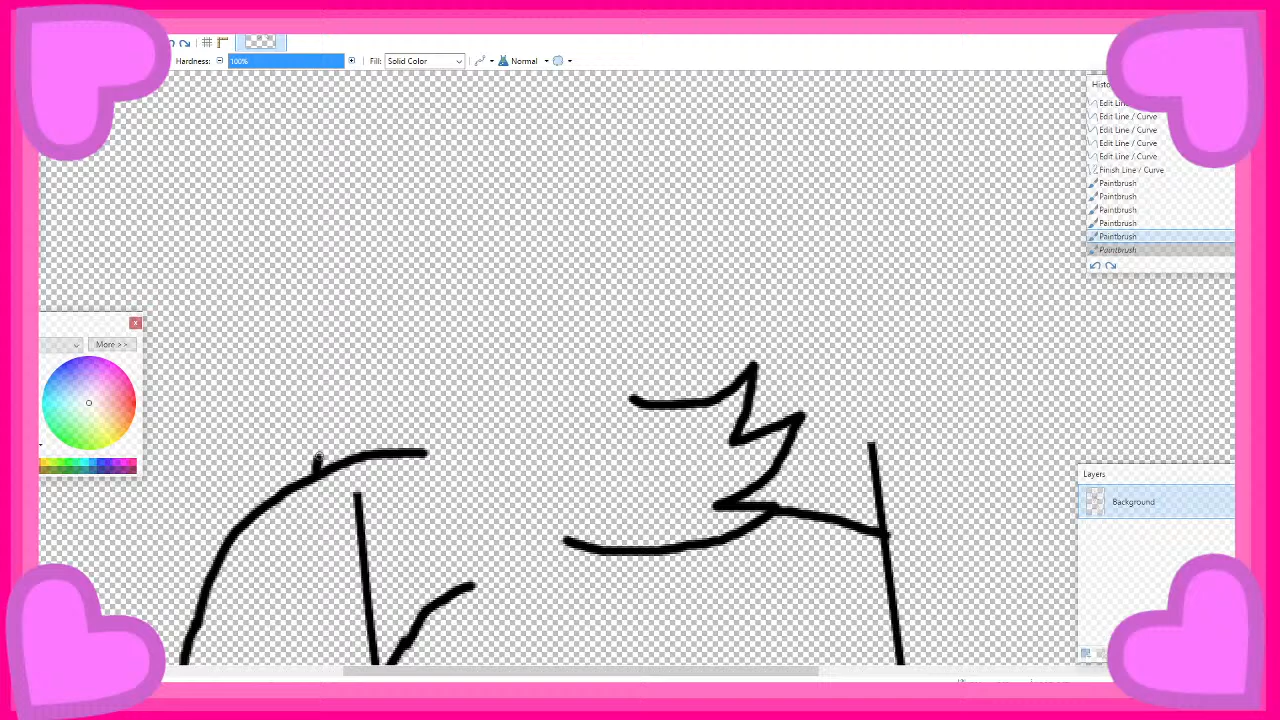 Hardness:
100%
Fill:
Solid Color
Normal
Edit Line / Curve
Edit Line / Curve
Edit Line / Curve
Edit Line / Curve
Finish Line / Curve
Paintbrush
Paintbrush
Paintbrush
Paintbrush
Paintbrush
Paintbrush
More >>
Layers
Background